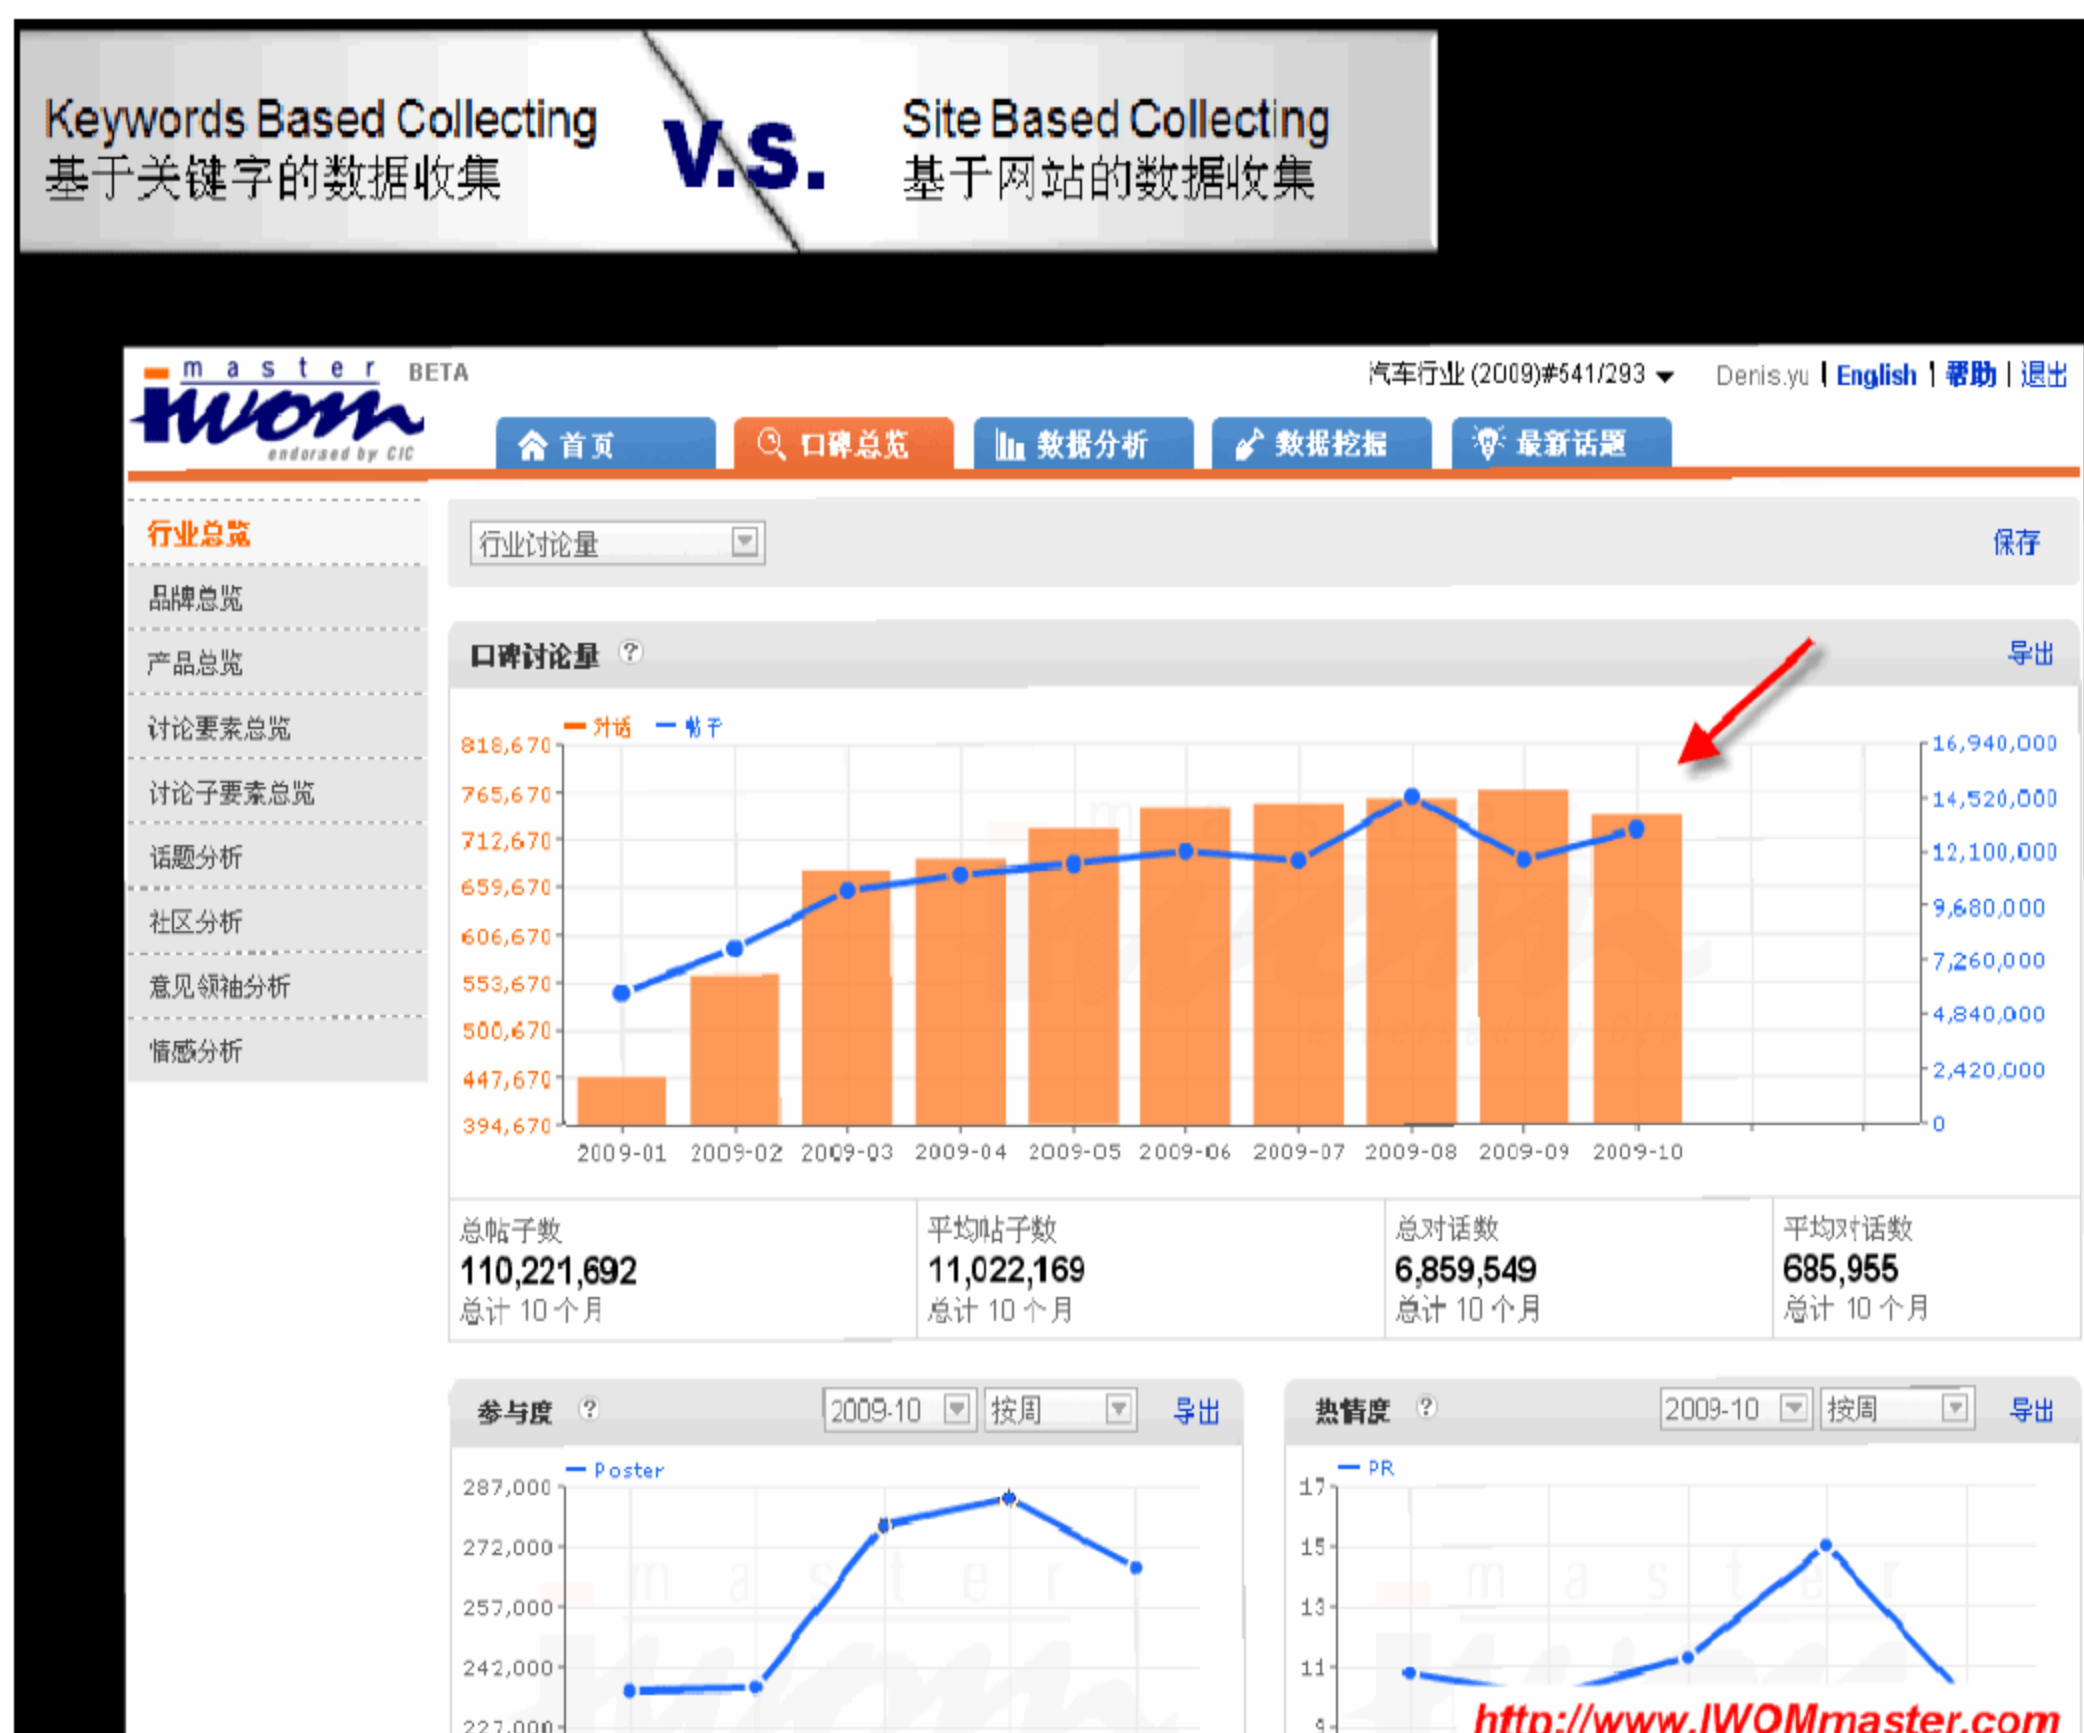 Keywords Based Collecting
基于关键字的数据收集
V.S.
Site Based Collecting
基于网站的数据收集
master BETA
iwom
endorsed by CIC
汽车行业 (2009)#541/293
Denis.yu | English | 帮助 | 退出
首页
口碑总览
数据分析
数据挖掘
最新话题
行业总览
品牌总览
产品总览
讨论要素总览
讨论子要素总览
话题分析
社区分析
意见领袖分析
情感分析
行业讨论量
保存
口碑讨论量 ?
导出
对话 帖子
818,670
765,670
712,670
659,670
606,670
553,670
500,670
447,670
394,670
16,940,000
14,520,000
12,100,000
9,680,000
7,260,000
4,840,000
2,420,000
0
2009-01 2009-02 2009-03 2009-04 2009-05 2009-06 2009-07 2009-08 2009-09 2009-10
总帖子数
110,221,692
总计 10 个月
平均帖子数
11,022,169
总计 10 个月
总对话数
6,859,549
总计 10 个月
平均对话数
685,955
总计 10 个月
参与度 ?
2009-10 按周 导出
Poster
287,000
272,000
257,000
242,000
227,000
热情度 ?
2009-10 按周 导出
PR
17
15
13
11
9
http://www.IWOMmaster.com